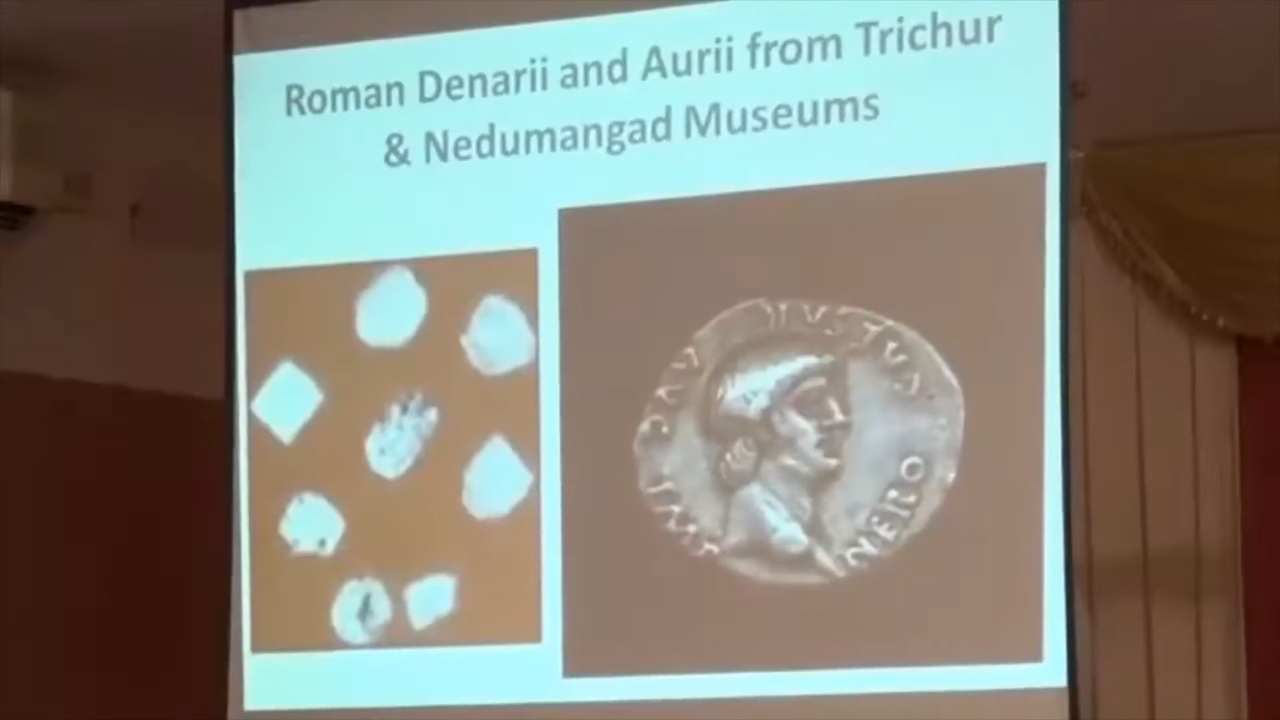 Roman Denarii and Aurii from Trichur
& Nedumangad Museums
NERO